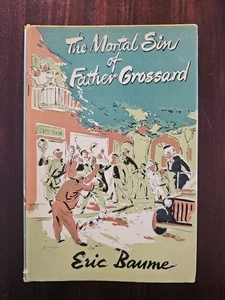 The Mortal Sin
of
Father Grossard
Eric Baume